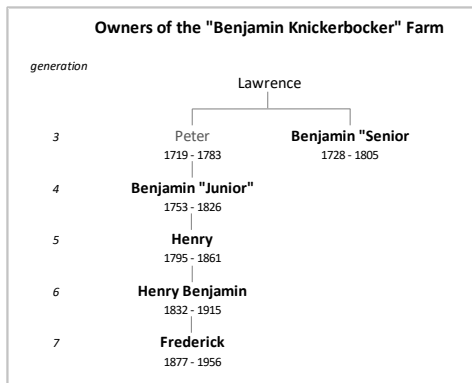 Owners of the "Benjamin Knickerbocker" Farm
generation
Lawrence
3 Peter Benjamin "Senior
1719 - 1783 1728 - 1805
4 Benjamin "Junior"
1753 - 1826
5 Henry
1795 - 1861
6 Henry Benjamin
1832 - 1915
7 Frederick
1877 - 1956